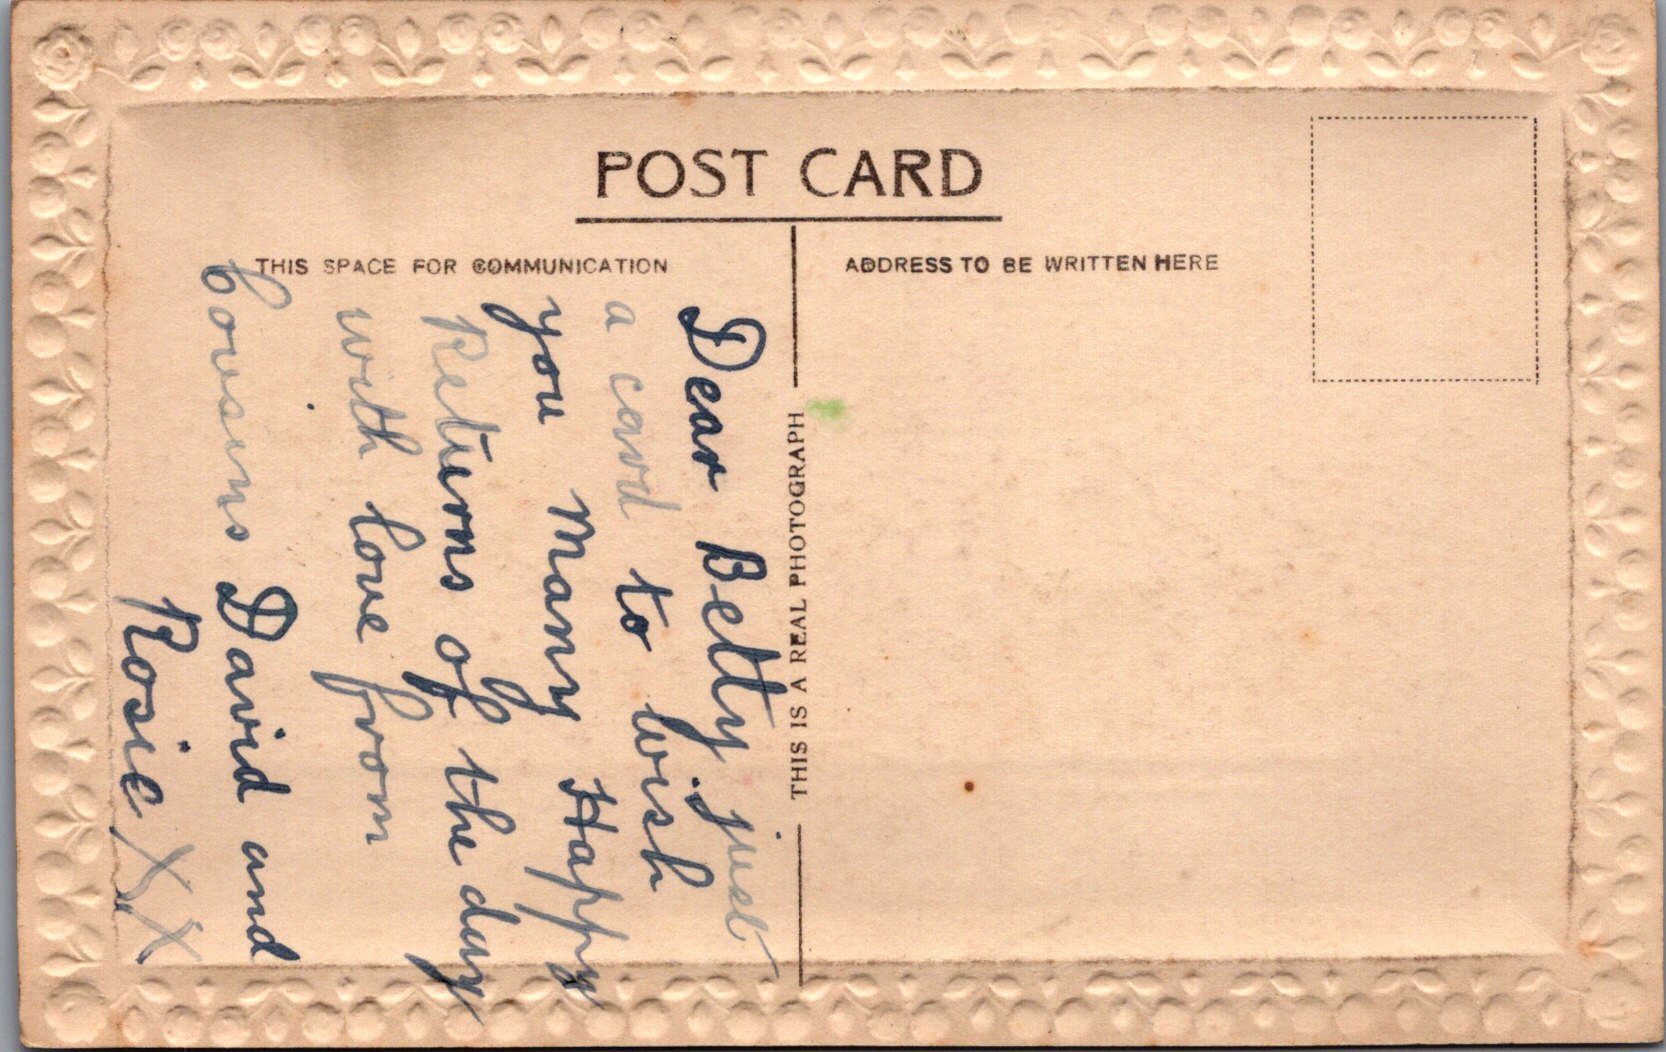 POST CARD
THIS SPACE FOR COMMUNICATION
ADDRESS TO BE WRITTEN HERE
THIS IS A REAL PHOTOGRAPH
Dear Betty just
a card to wish
you Many Happy
Returns of the day
with love from
Cousins David and
Rosie XX